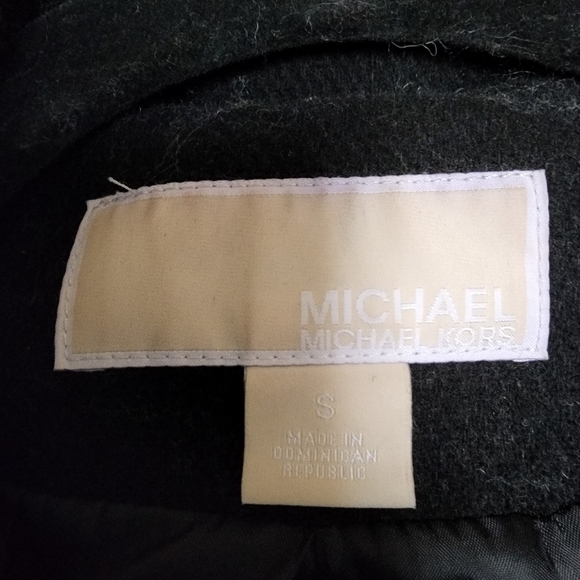 MICHAEL
MICHAEL KORS
S
MADE IN
DOMINICAN
REPUBLIC